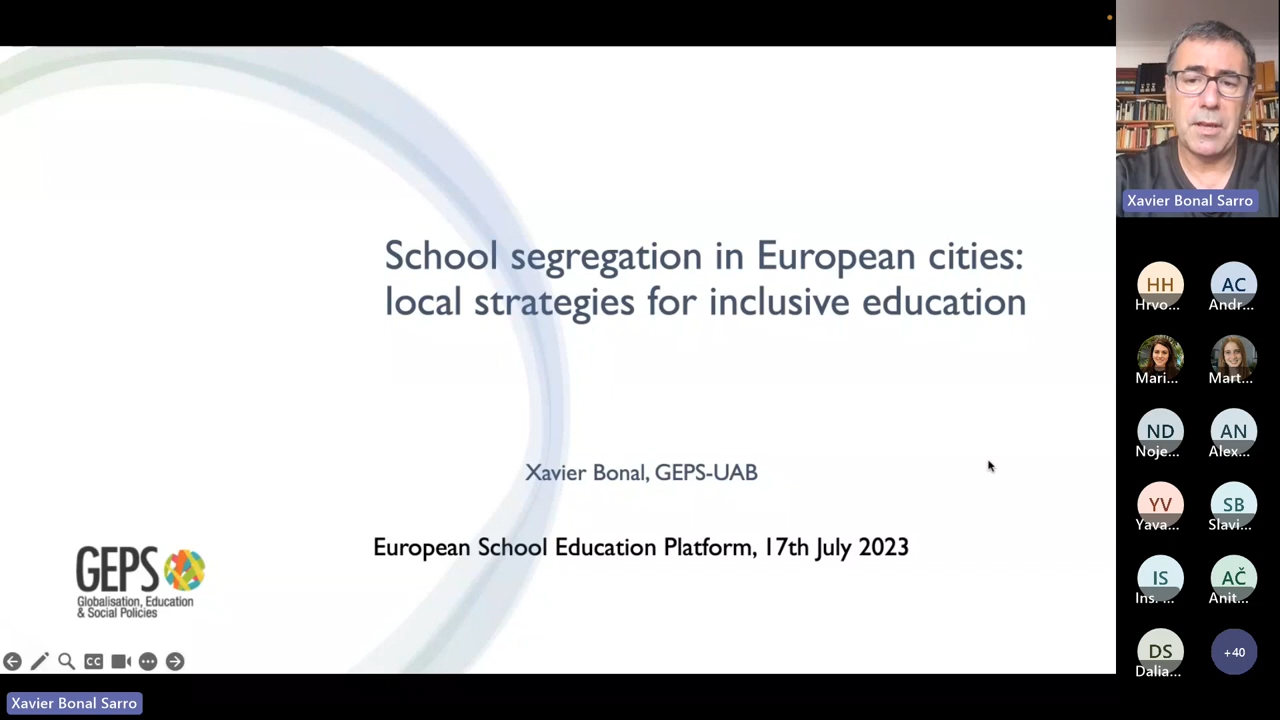 School segregation in European cities:
local strategies for inclusive education
Xavier Bonal, GEPS-UAB
European School Education Platform, 17th July 2023
GEPS
Globalisation, Education
& Social Policies
CC
Xavier Bonal Sarro
Xavier Bonal Sarro
HH
Hrvo...
AC
Andr...
Mari...
Mart...
ND
Noje...
AN
Alex...
YV
Yava...
SB
Slavi...
IS
Ins. ...
AČ
Anit...
DS
Dalia...
+40